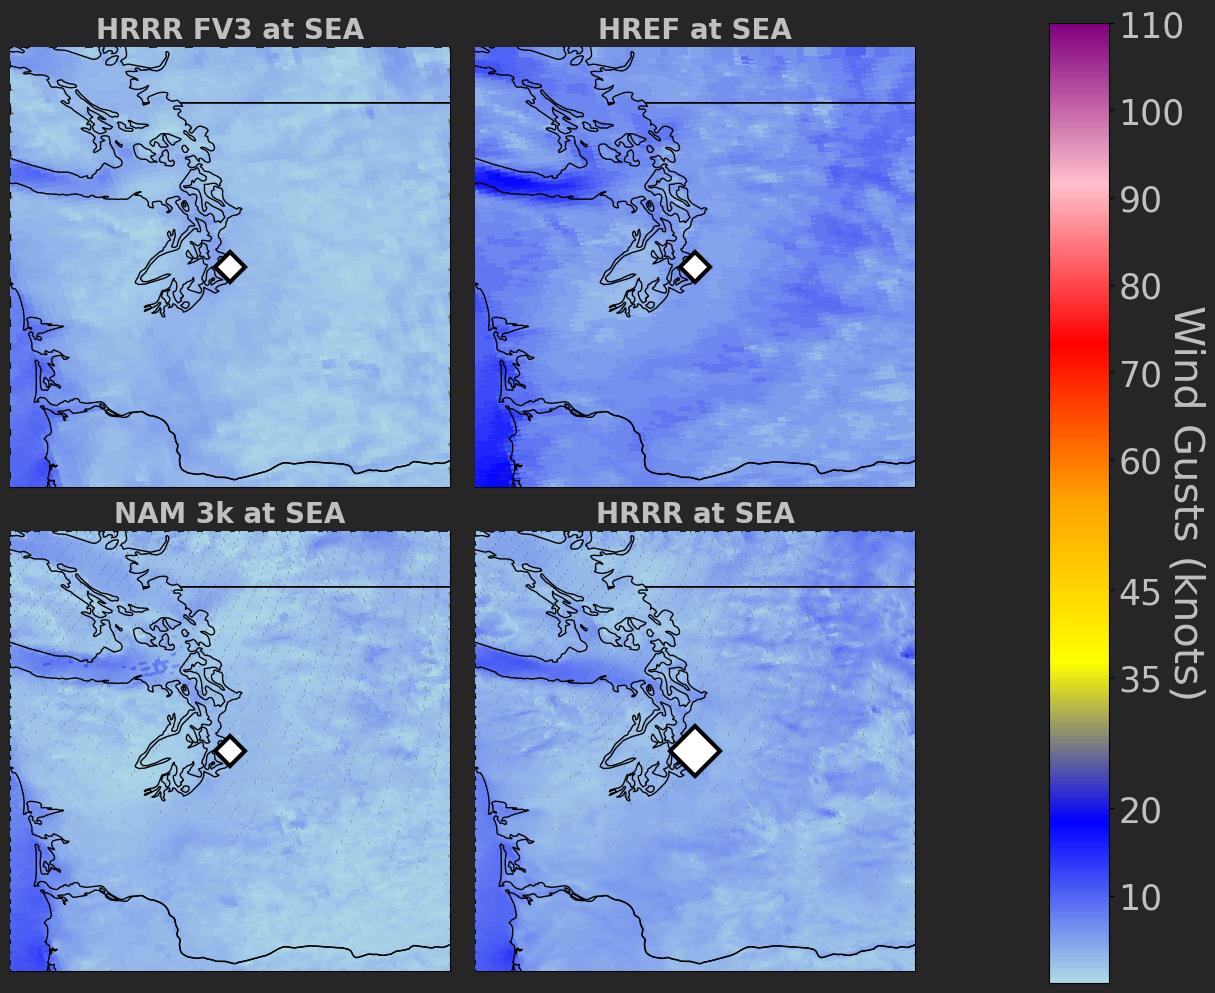 HRRR FV3 at SEA
HREF at SEA
NAM 3k at SEA
HRRR at SEA
110
100
90
80
70
60
45
35
20
10
Wind Gusts (knots)